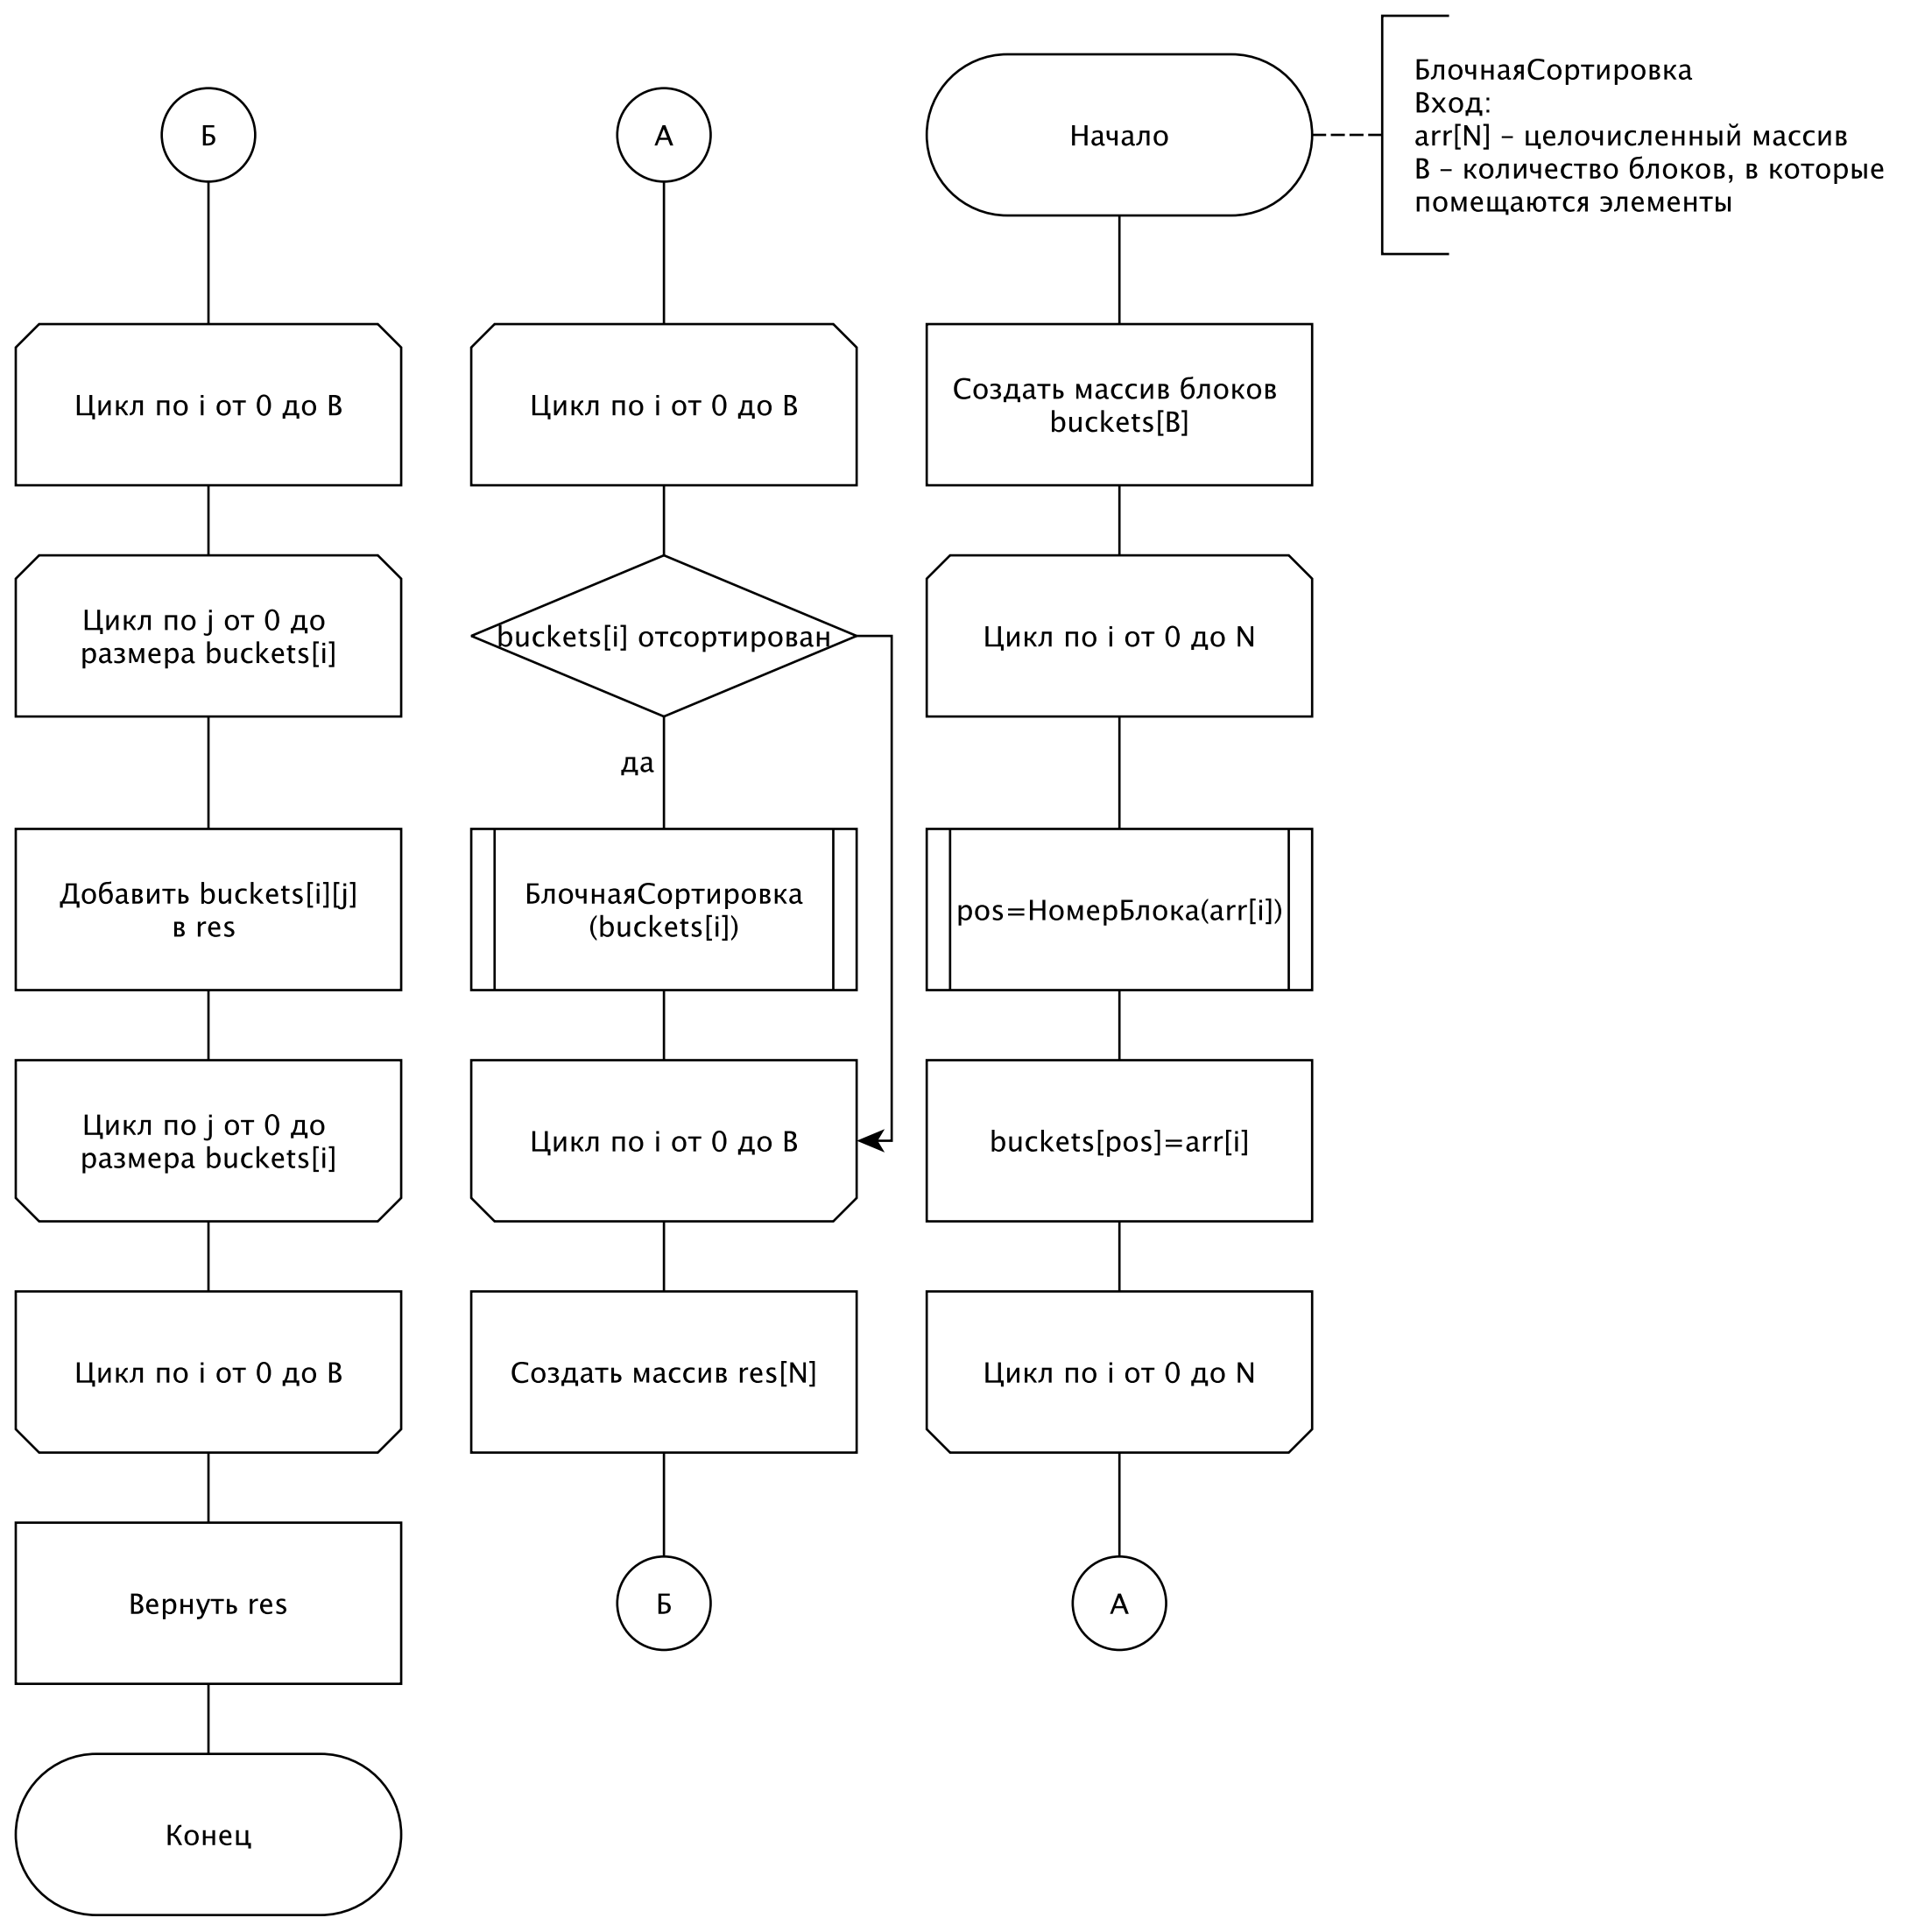 Б
Цикл по i от 0 до B
Цикл по j от 0 до
размера buckets[i]
Добавить buckets[i][j]
в res
Цикл по j от 0 до
размера buckets[i]
Цикл по i от 0 до B
Вернуть res
Конец
А
Цикл по i от 0 до B
buckets[i] отсортирован
да
БлочнаяСортировка
(buckets[i])
Цикл по i от 0 до B
Создать массив res[N]
Б
Начало
БлочнаяСортировка
Вход:
arr[N] – целочисленный массив
B – количество блоков, в которые
помещаются элементы
Создать массив блоков
buckets[B]
Цикл по i от 0 до N
pos=НомерБлока(arr[i])
buckets[pos]=arr[i]
Цикл по i от 0 до N
А